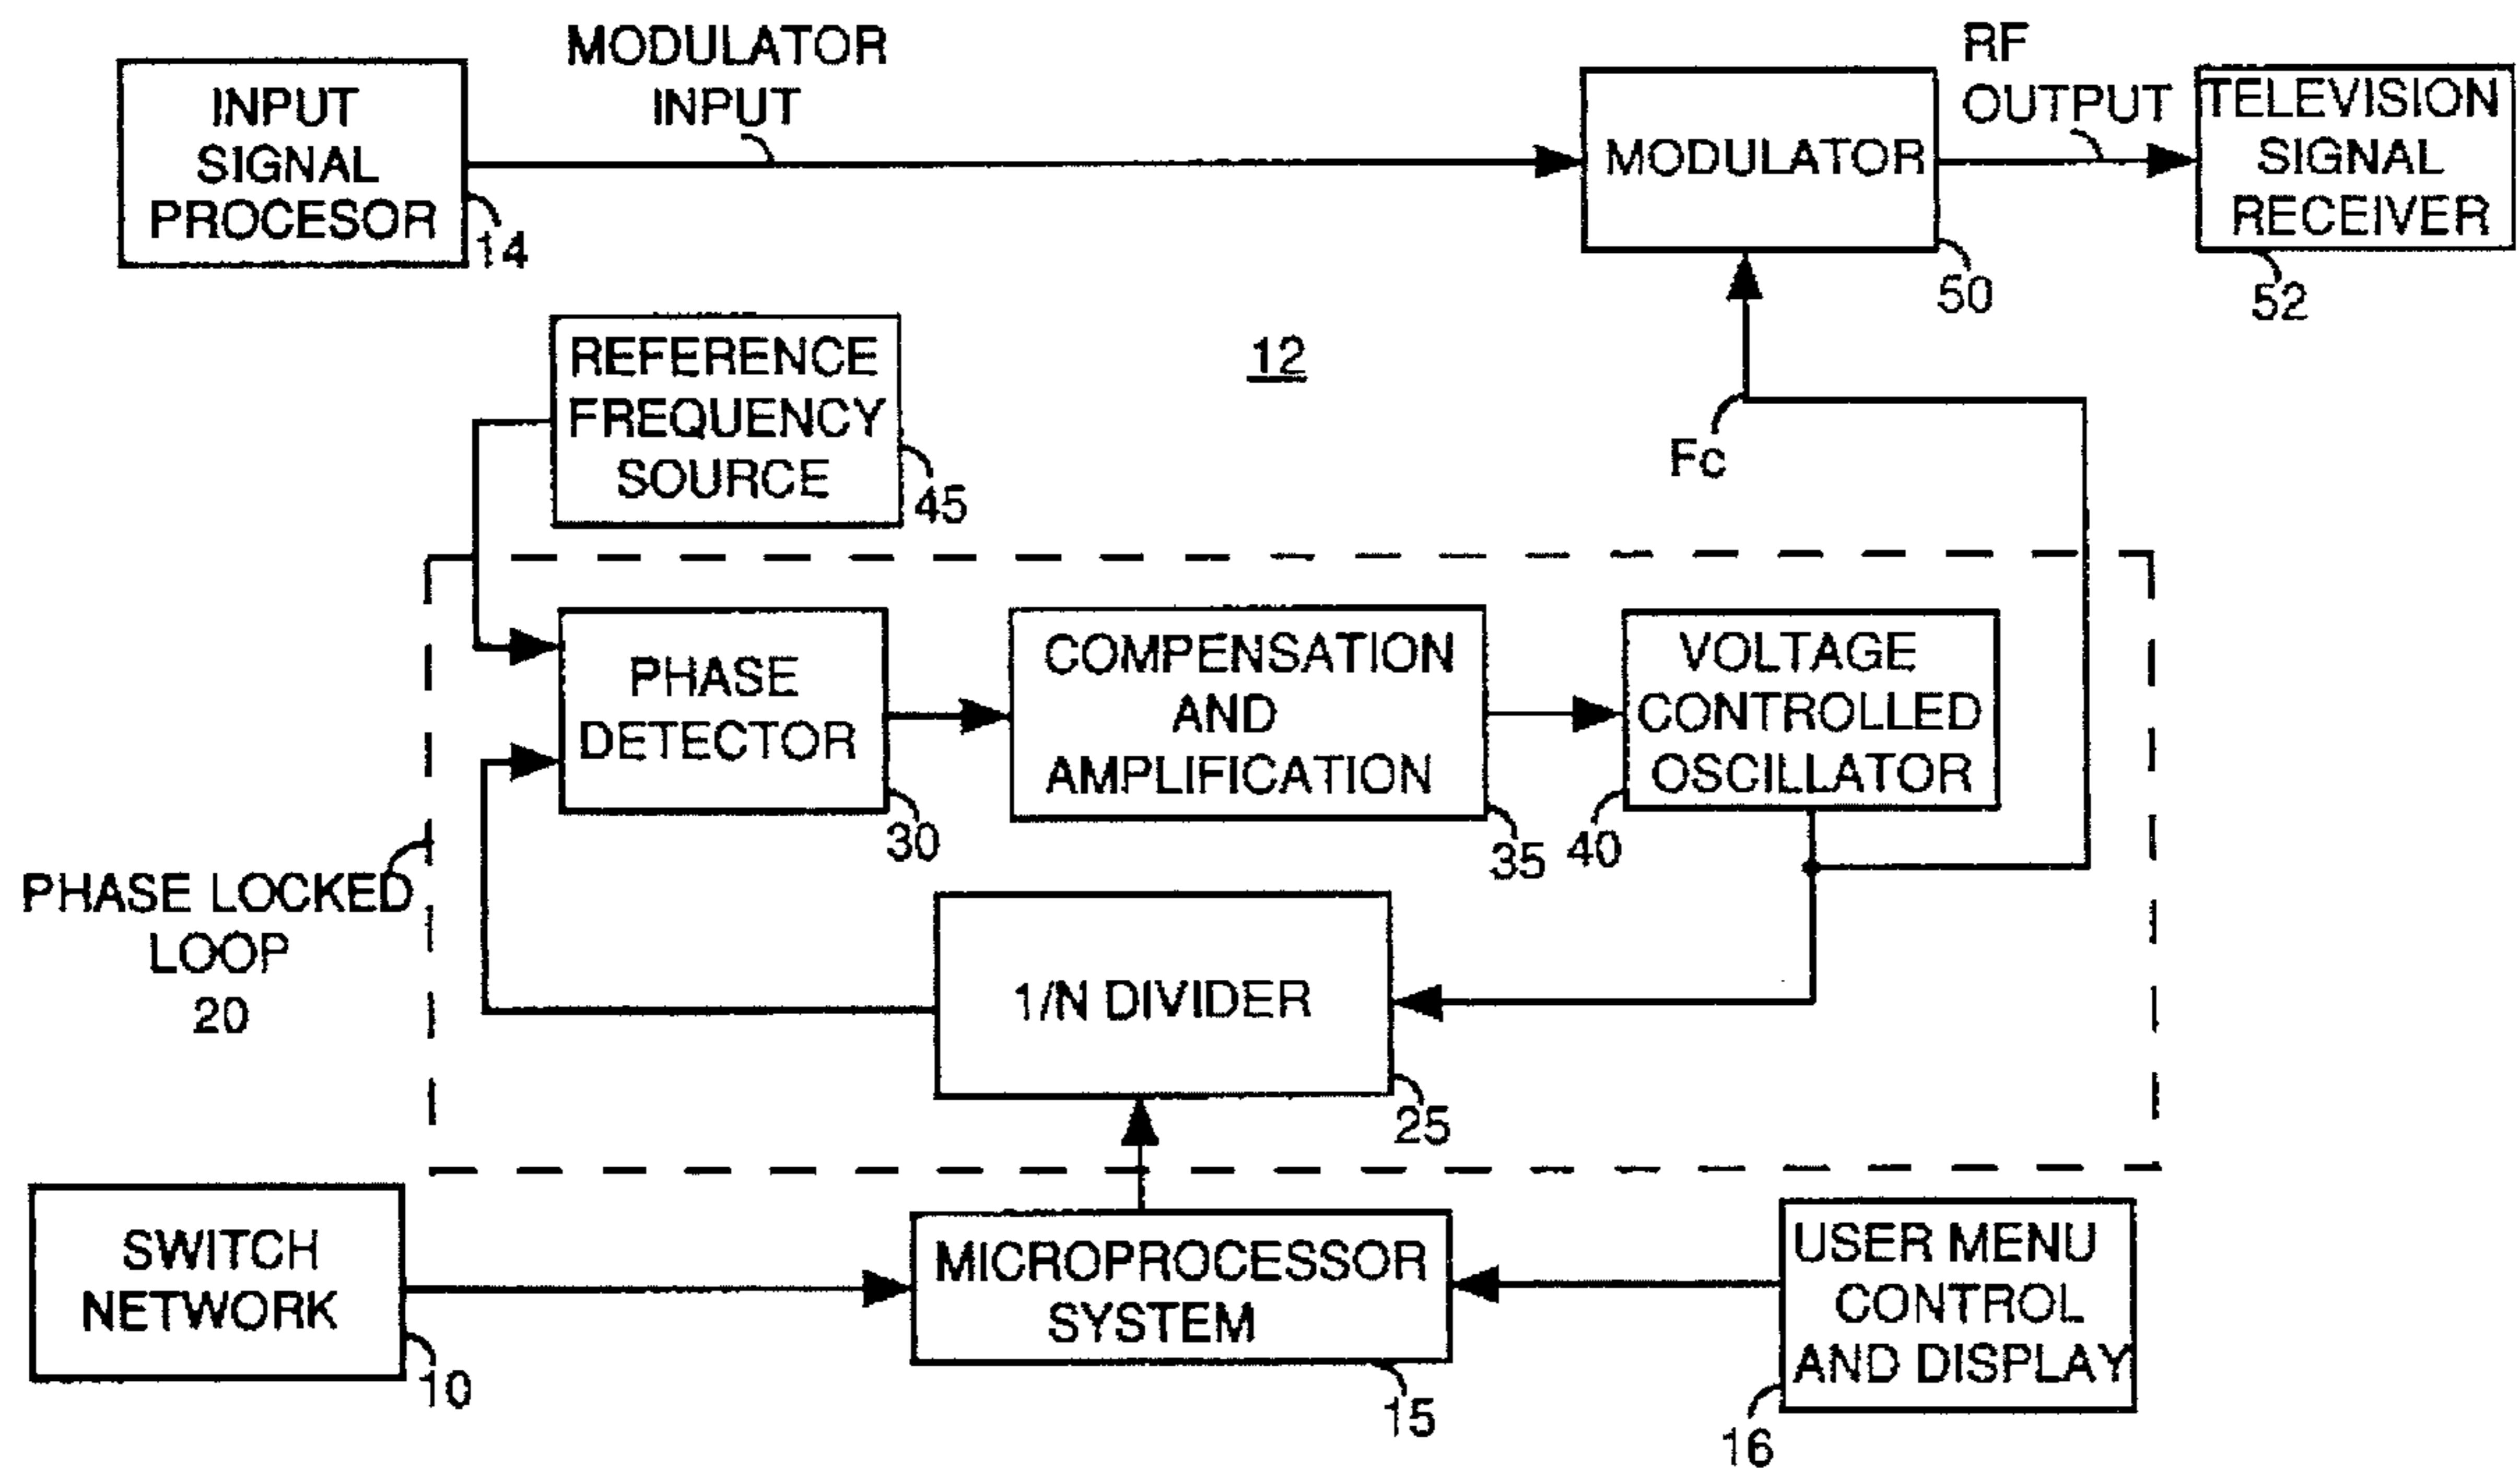 INPUT
SIGNAL
PROCESOR
14
MODULATOR
INPUT
MODULATOR
50
RF
OUTPUT
TELEVISION
SIGNAL
RECEIVER
52
REFERENCE
FREQUENCY
SOURCE
45
12
Fc
PHASE
DETECTOR
30
COMPENSATION
AND
AMPLIFICATION
35
VOLTAGE
CONTROLLED
OSCILLATOR
40
PHASE LOCKED
LOOP
20
1/N DIVIDER
25
SWITCH
NETWORK
10
MICROPROCESSOR
SYSTEM
15
USER MENU
CONTROL
AND DISPLAY
16